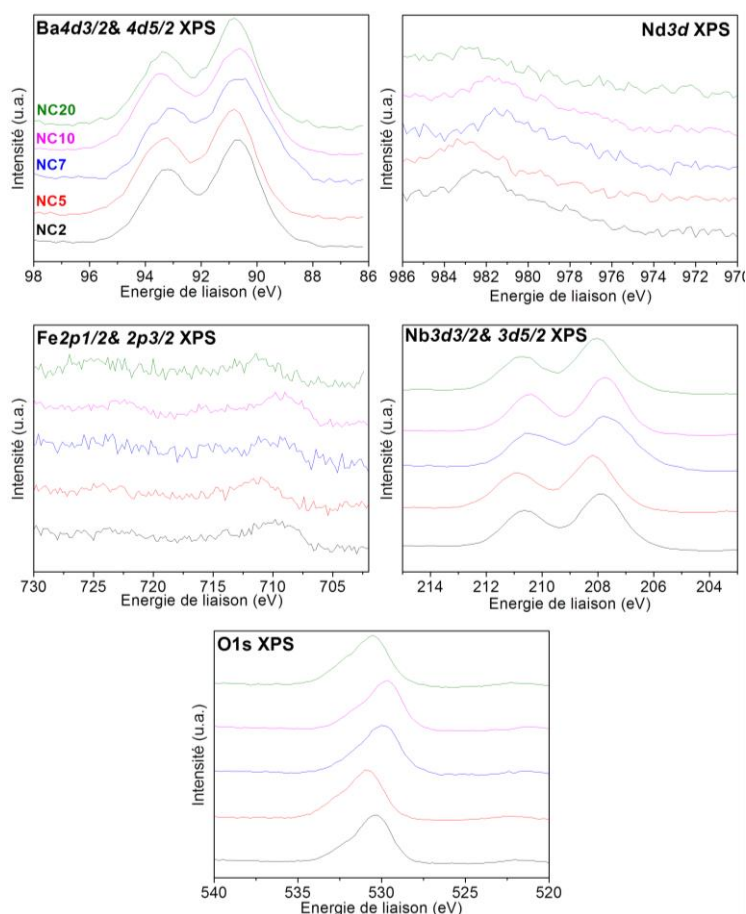 Ba4d3/2& 4d5/2 XPS
Intensité (u.a.)
NC20
NC10
NC7
NC5
NC2
98 96 94 92 90 88 86
Energie de liaison (eV)
Nd3d XPS
Intensité (u.a.)
986 984 982 980 978 976 974 972 970
Energie de liaison (eV)
Fe2p1/2& 2p3/2 XPS
Intensité (u.a.)
730 725 720 715 710 705
Energie de liaison (eV)
Nb3d3/2& 3d5/2 XPS
Intensité (u.a.)
214 212 210 208 206 204
Energie de liaison (eV)
O1s XPS
Intensité (u.a.)
540 535 530 525 520
Energie de liaison (eV)